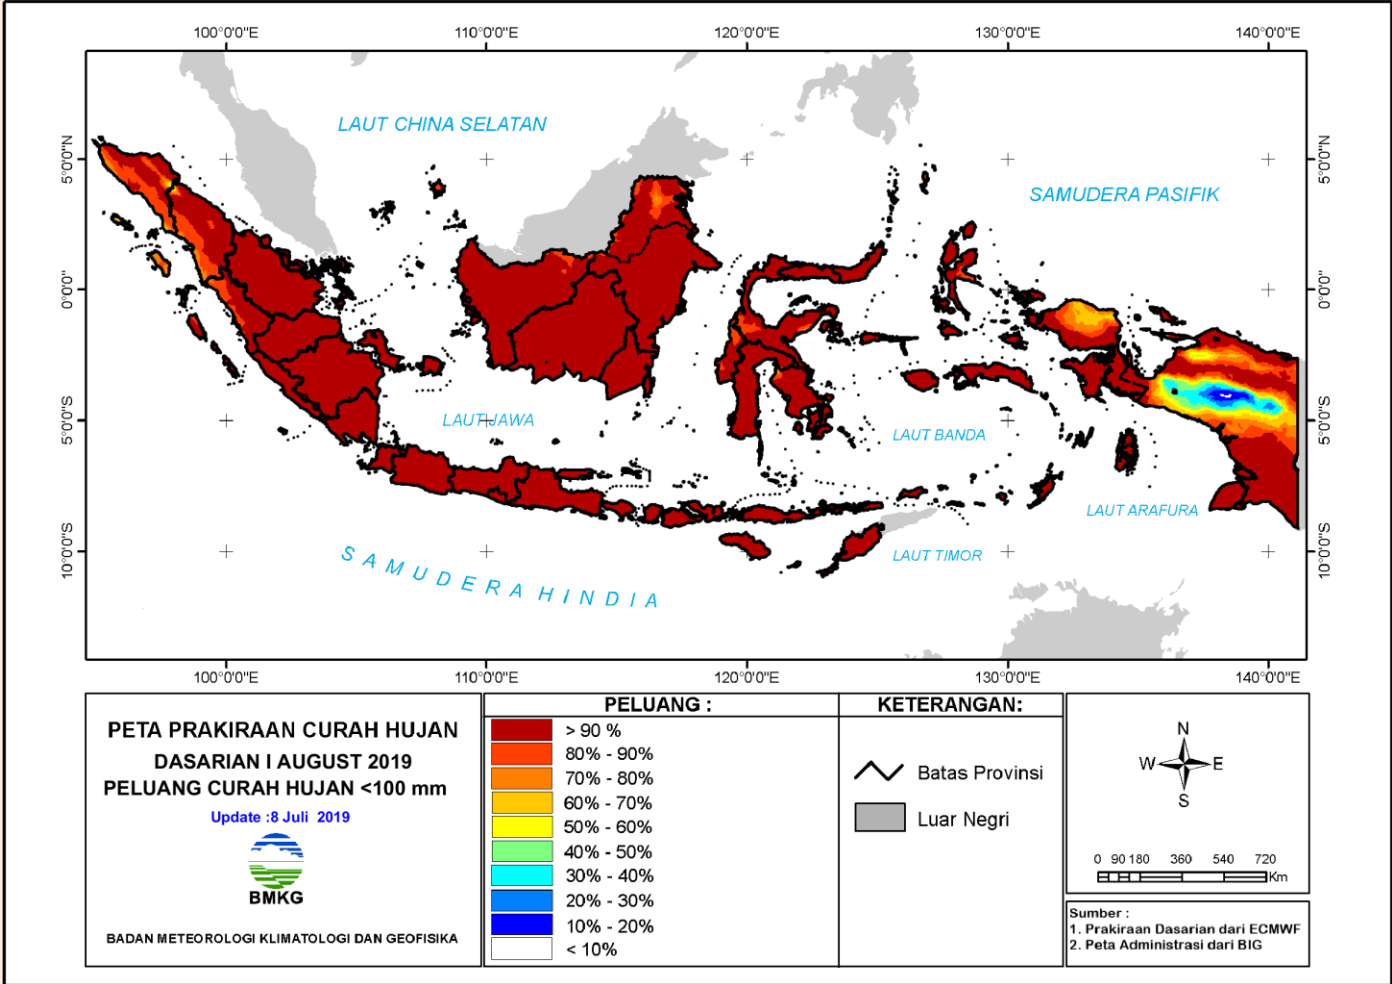 100°0'0"E 110°0'0"E 120°0'0"E 130°0'0"E 140°0'0"E
5°0'0"N
0°0'0"
5°0'0"S
10°0'0"S
LAUT CHINA SELATAN
SAMUDERA PASIFIK
LAUT JAWA
LAUT BANDA
LAUT ARAFURA
LAUT TIMOR
SAMUDERA HINDIA
5°0'0"N
0°0'0"
5°0'0"S
10°0'0"S
100°0'0"E 110°0'0"E 120°0'0"E 130°0'0"E 140°0'0"E
PETA PRAKIRAAN CURAH HUJAN
DASARIAN I AUGUST 2019
PELUANG CURAH HUJAN <100 mm
Update :8 Juli 2019
BMKG
BADAN METEOROLOGI KLIMATOLOGI DAN GEOFISIKA
PELUANG :
> 90 %
80% - 90%
70% - 80%
60% - 70%
50% - 60%
40% - 50%
30% - 40%
20% - 30%
10% - 20%
< 10%
KETERANGAN:
Batas Provinsi
Luar Negri
N
W E
S
0 90 180 360 540 720
Km
Sumber :
1. Prakiraan Dasarian dari ECMWF
2. Peta Administrasi dari BIG